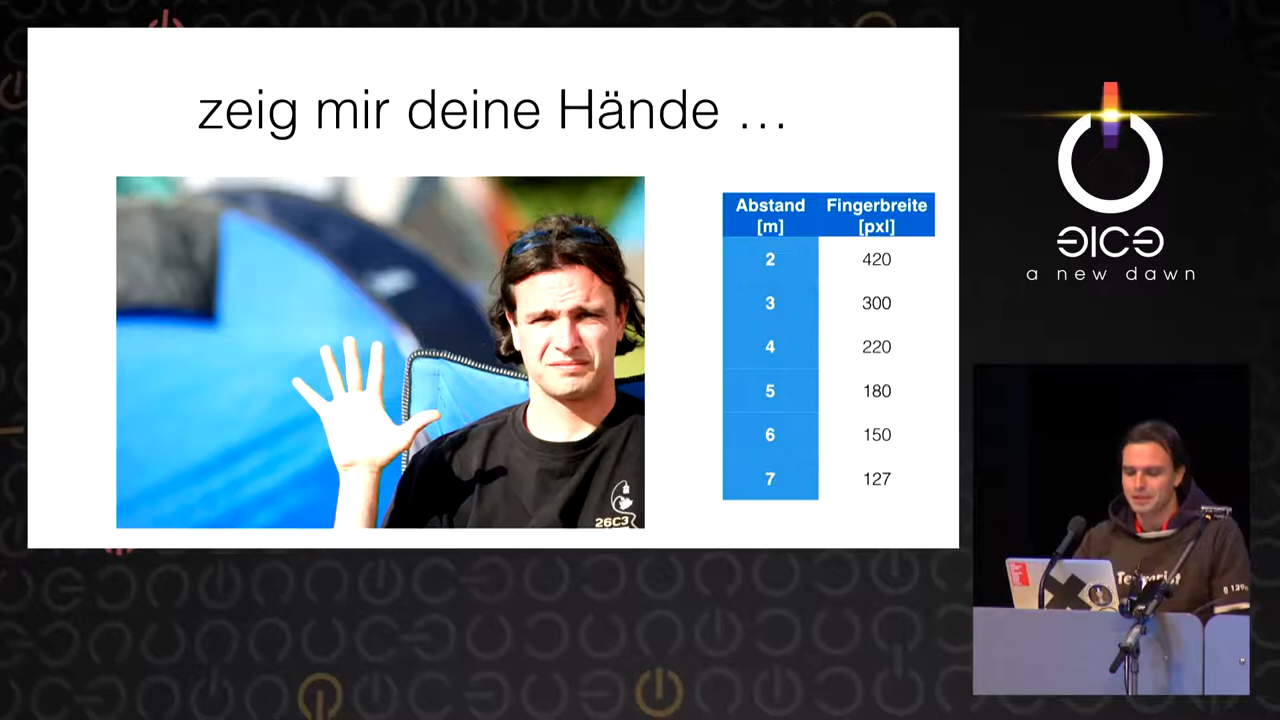 zeig mir deine Hände …
Abstand [m] Fingerbreite [pxl]
2 420
3 300
4 220
5 180
6 150
7 127
26C3
a new dawn